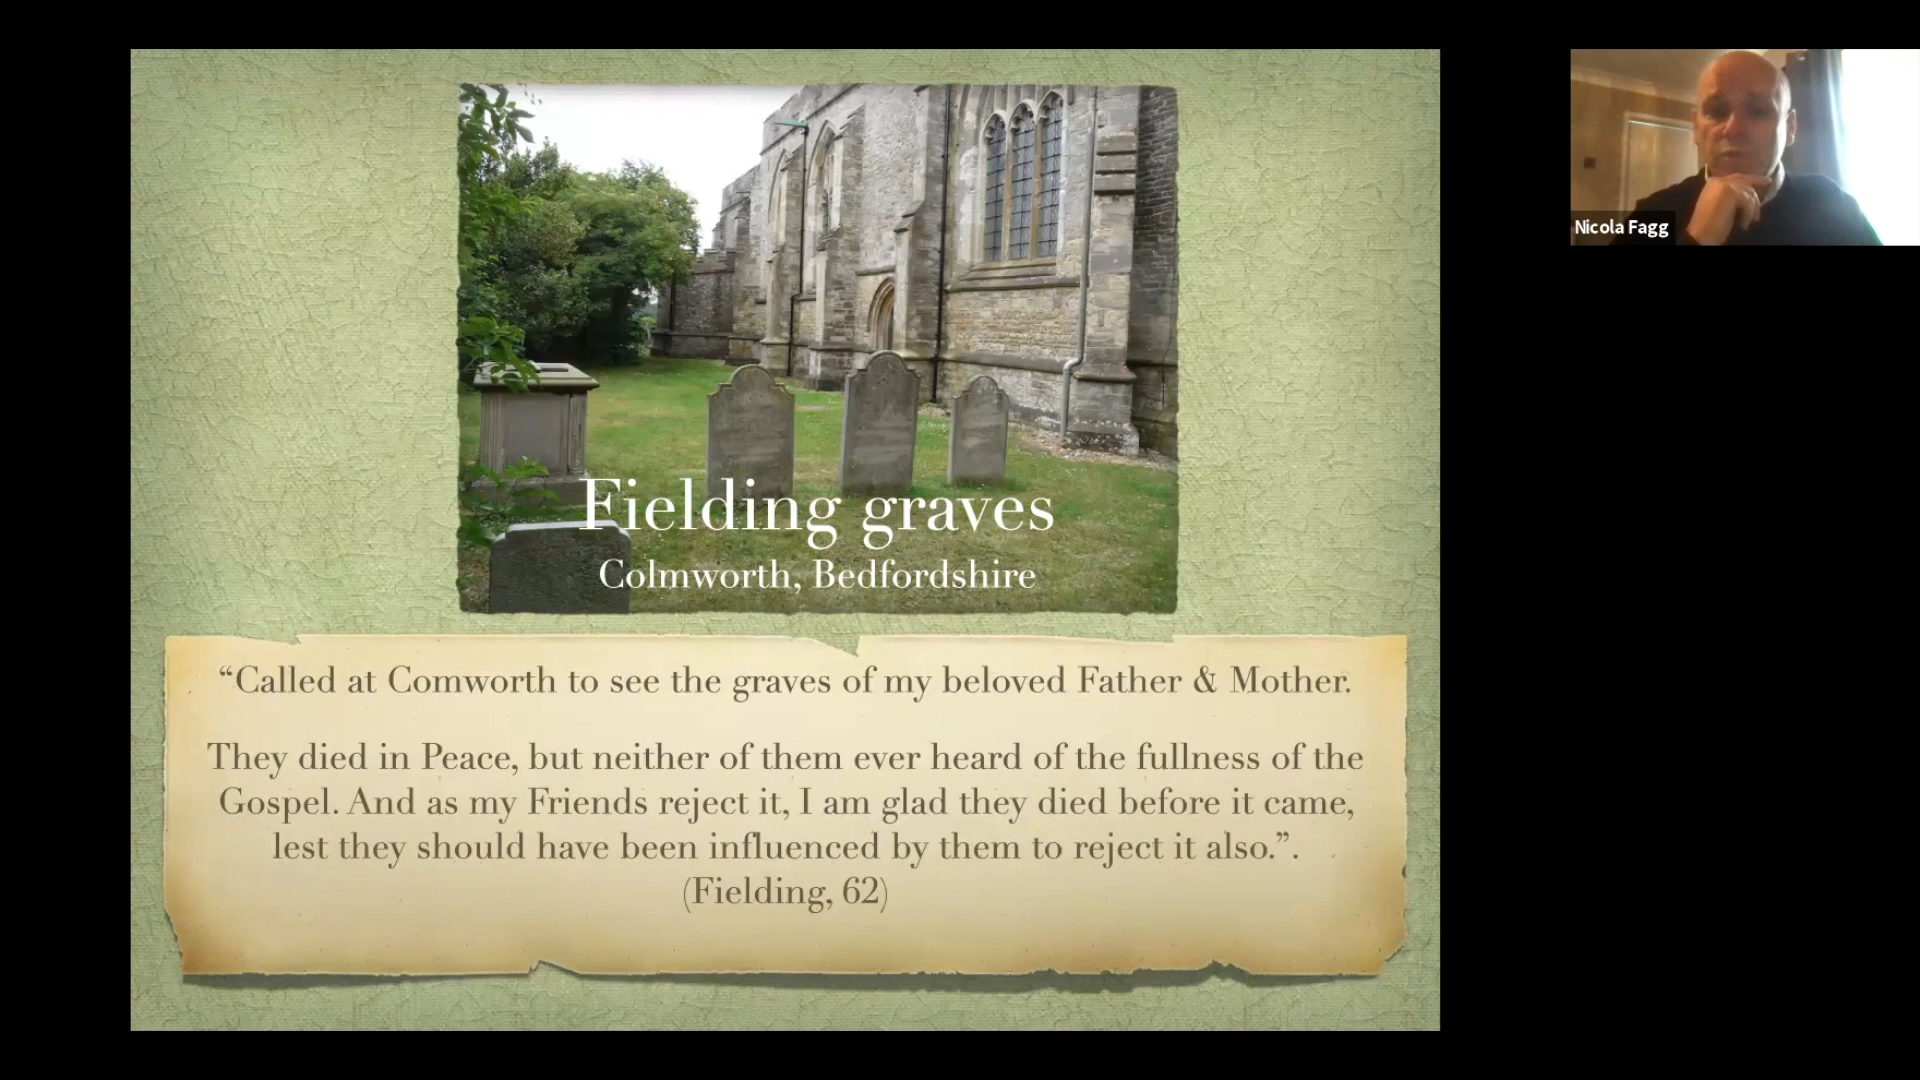 Fielding graves
Colmworth, Bedfordshire
“Called at Comworth to see the graves of my beloved Father & Mother.
They died in Peace, but neither of them ever heard of the fullness of the
Gospel. And as my Friends reject it, I am glad they died before it came,
lest they should have been influenced by them to reject it also.”.
(Fielding, 62)
Nicola Fagg